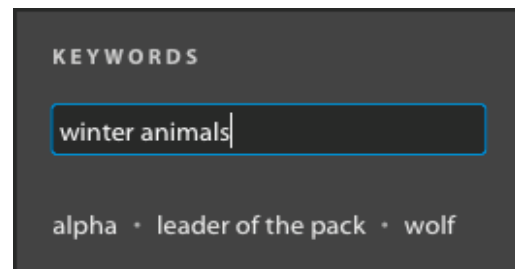 KEYWORDS
winter animals
alpha • leader of the pack • wolf